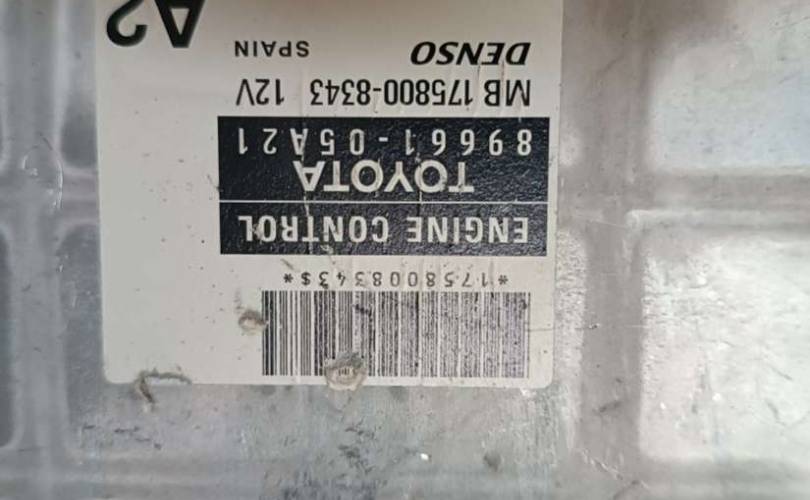 *1758008343$*
ENGINE CONTROL
TOYOTA
89661-05A21
MB 175800-8343 12V
DENSO SPAIN
A2